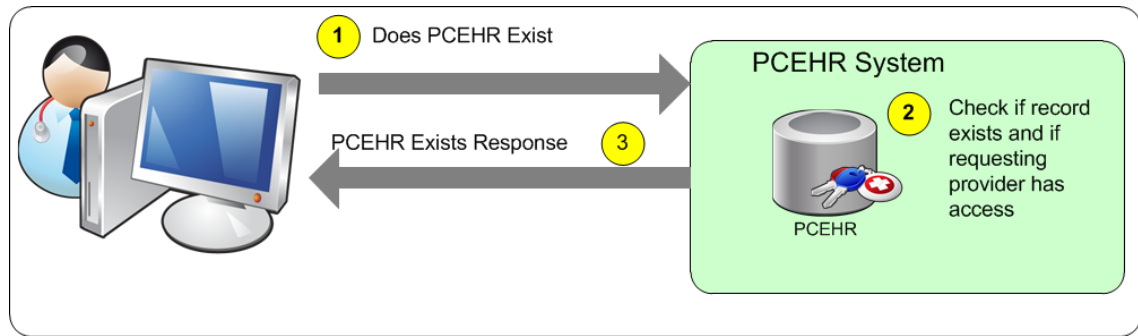 1 Does PCEHR Exist
PCEHR Exists Response 3
PCEHR System
2
Check if record
exists and if
requesting
provider has
access
PCEHR